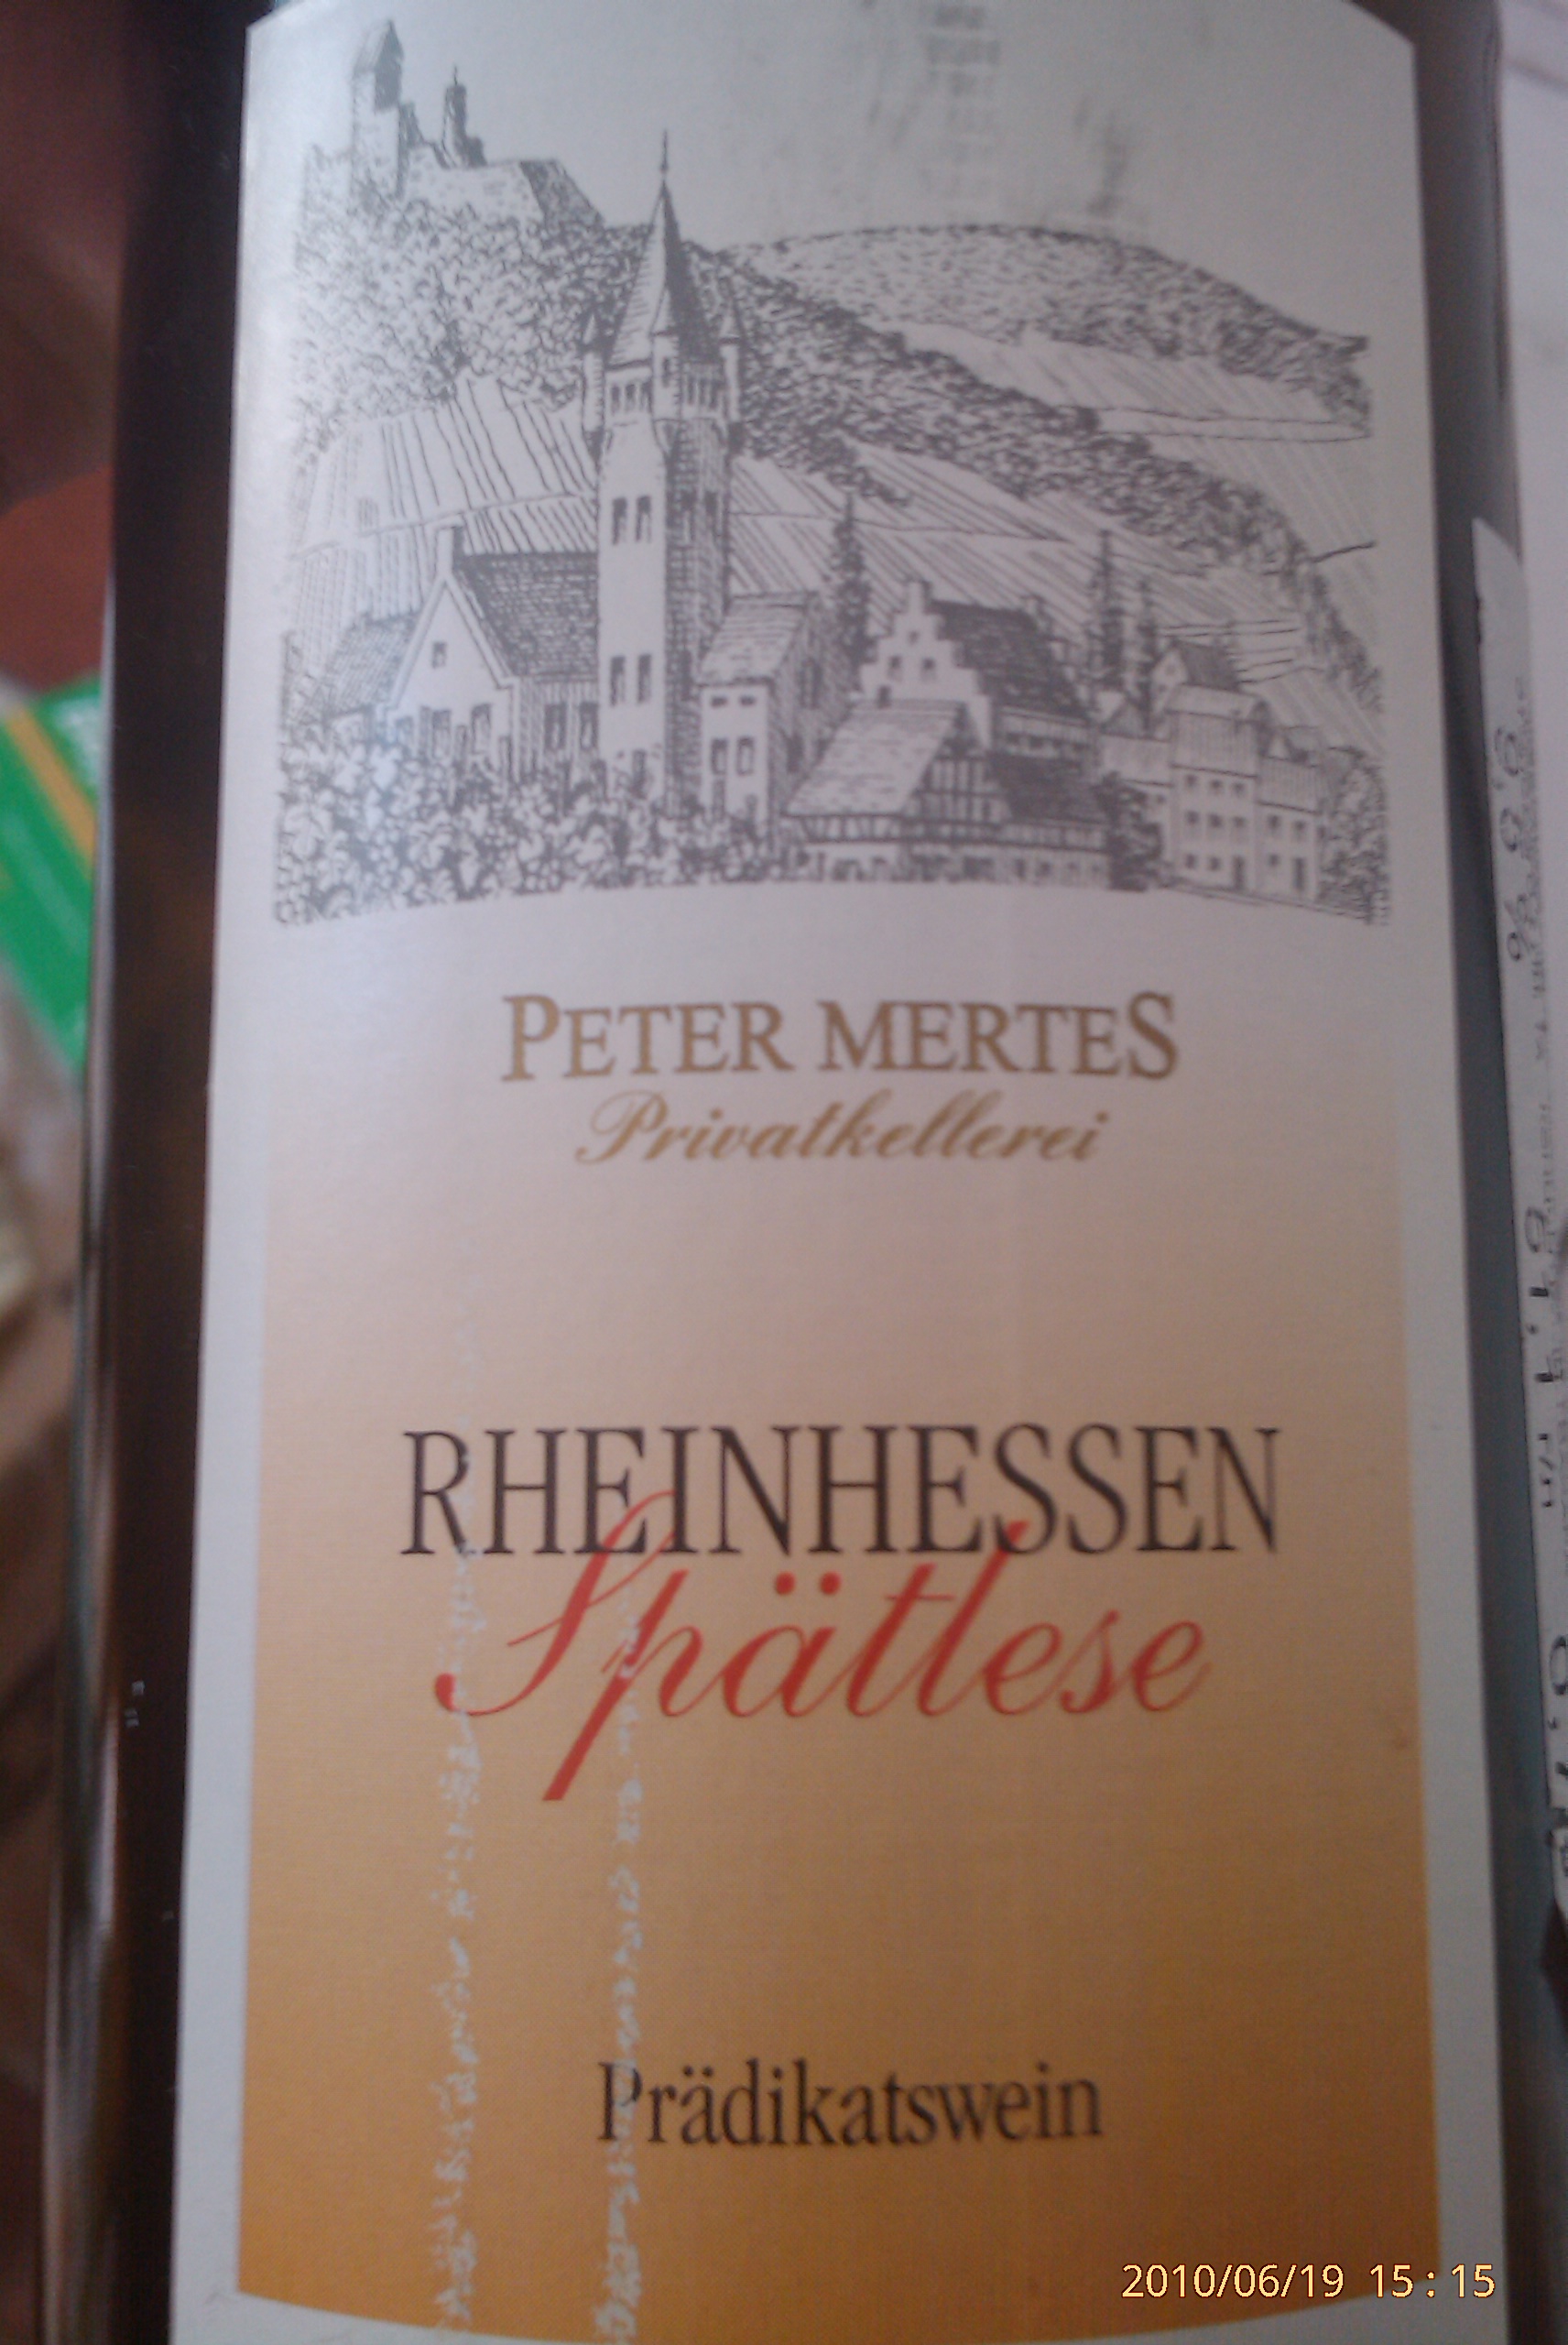 PETER MERTES
Privatkellerei
RHEINHESSEN
Spätlese
Prädikatswein
2010/06/19 15:15